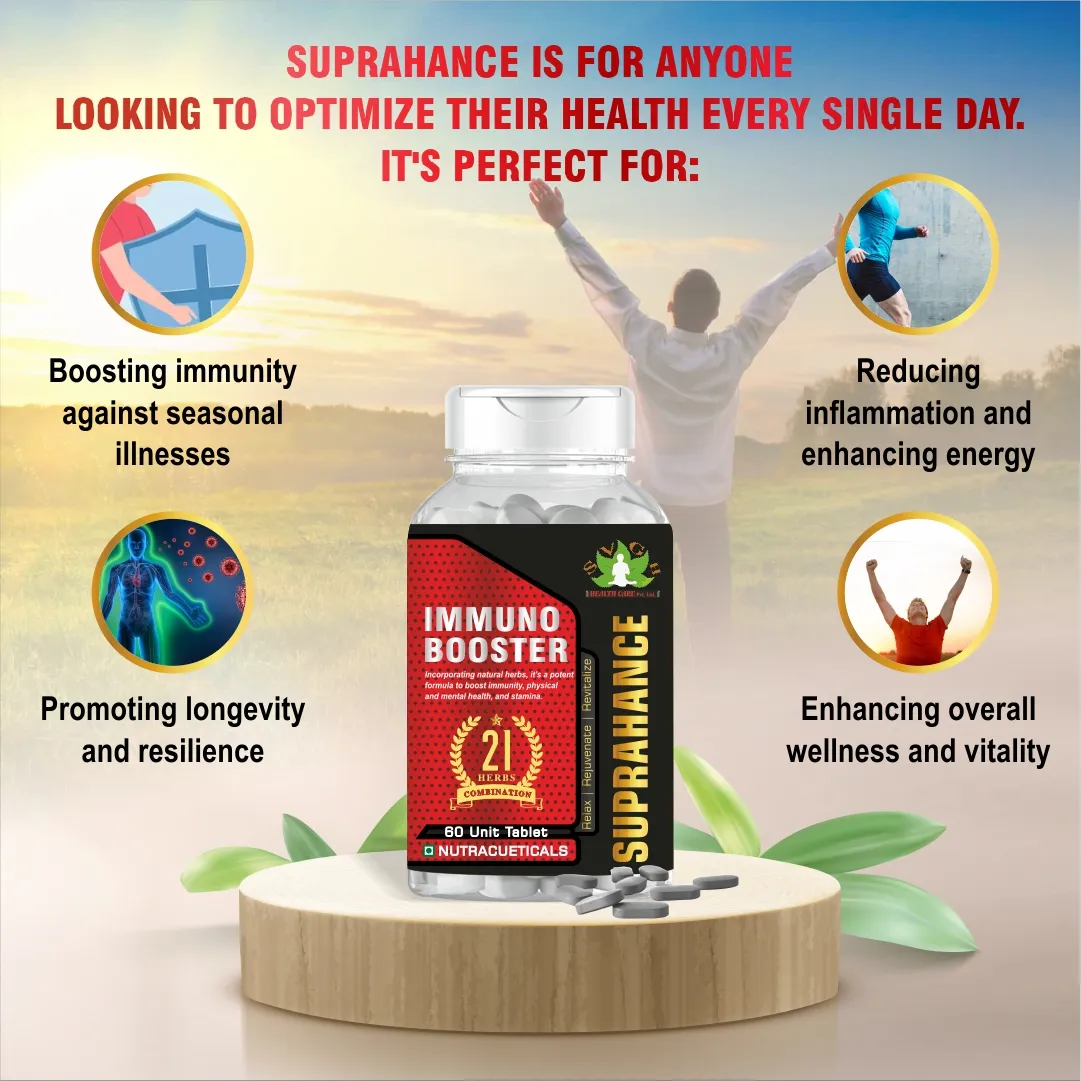 SUPRAHANCE IS FOR ANYONE
LOOKING TO OPTIMIZE THEIR HEALTH EVERY SINGLE DAY.
IT'S PERFECT FOR:
Boosting immunity
against seasonal
illnesses
Reducing
inflammation and
enhancing energy
Promoting longevity
and resilience
Enhancing overall
wellness and vitality
SVGH
HEALTH CARE Pvt. Ltd.
IMMUNO
BOOSTER
Incorporating natural herbs, it's a potent
formula to boost immunity, physical
and mental health, and stamina.
21
HERBS
COMBINATION
60 Unit Tablet
NUTRACUETICALS
Relax | Rejuvenate | Revitalize
SUPRAHANCE